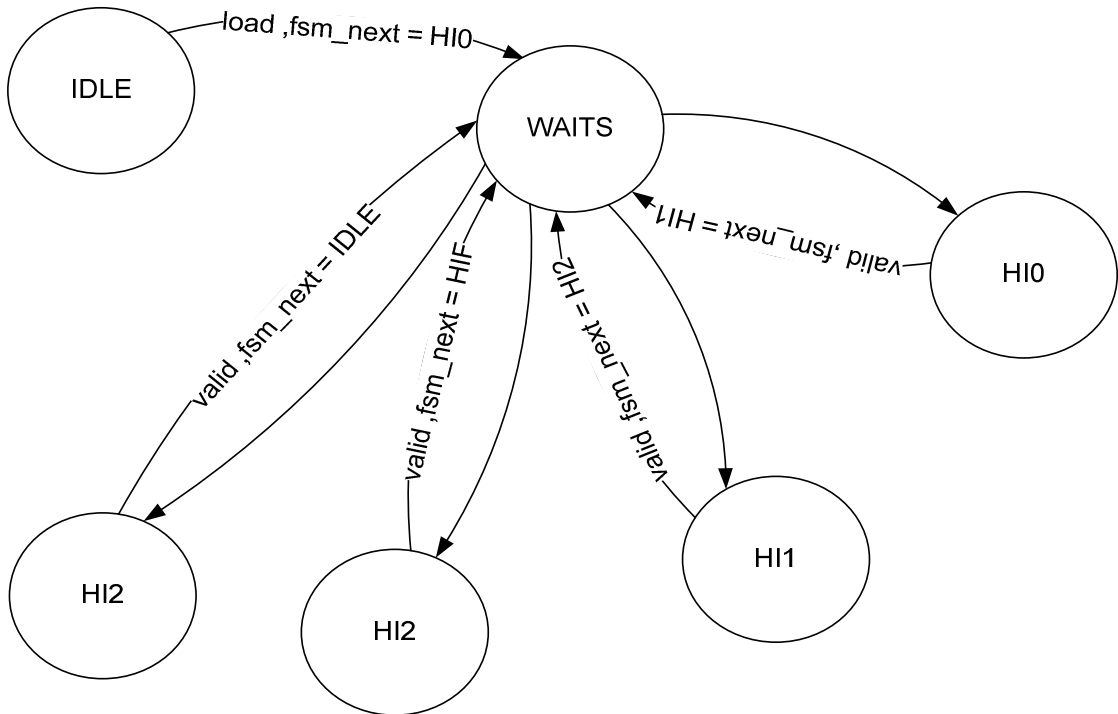 IDLE
load ,fsm_next = HI0
WAITS
valid ,fsm_next = HI1
HI0
valid ,fsm_next = IDLE
valid ,fsm_next = HIF
valid ,fsm_next = HI2
HI1
HI2
HI2